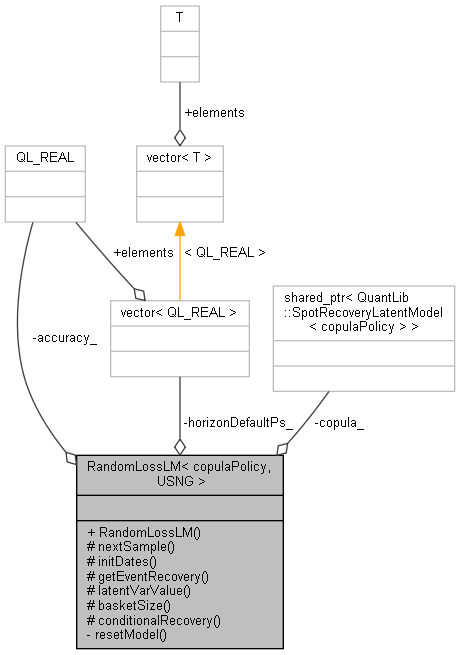 T
+elements
QL_REAL
vector< T >
+elements
< QL_REAL >
shared_ptr< QuantLib
::SpotRecoveryLatentModel
< copulaPolicy > >
vector< QL_REAL >
-accuracy_
-horizonDefaultPs_
-copula_
RandomLossLM< copulaPolicy,
USNG >
+ RandomLossLM()
# nextSample()
# initDates()
# getEventRecovery()
# latentVarValue()
# basketSize()
# conditionalRecovery()
- resetModel()